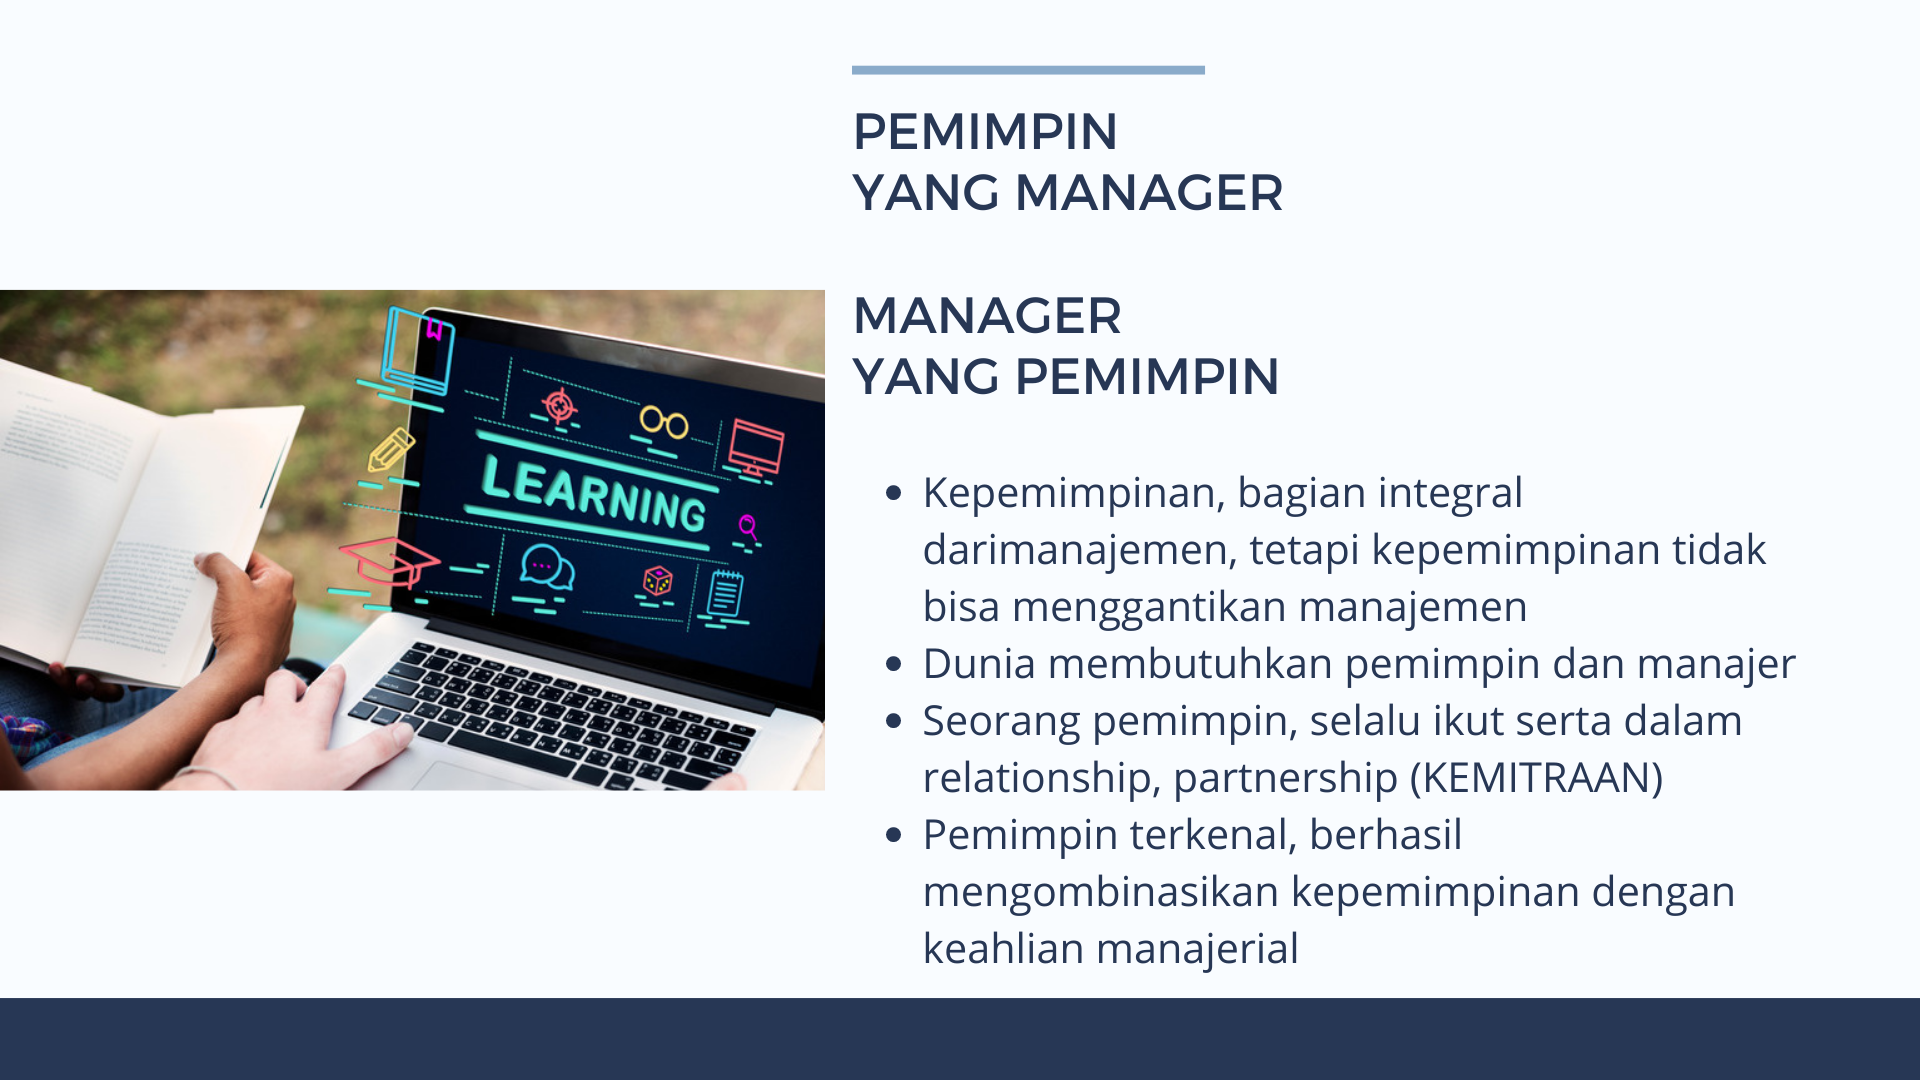 PEMIMPIN
YANG MANAGER
MANAGER
YANG PEMIMPIN
LEARNING
• Kepemimpinan, bagian integral
darimanajemen, tetapi kepemimpinan tidak
bisa menggantikan manajemen
• Dunia membutuhkan pemimpin dan manajer
• Seorang pemimpin, selalu ikut serta dalam
relationship, partnership (KEMITRAAN)
• Pemimpin terkenal, berhasil
mengombinasikan kepemimpinan dengan
keahlian manajerial